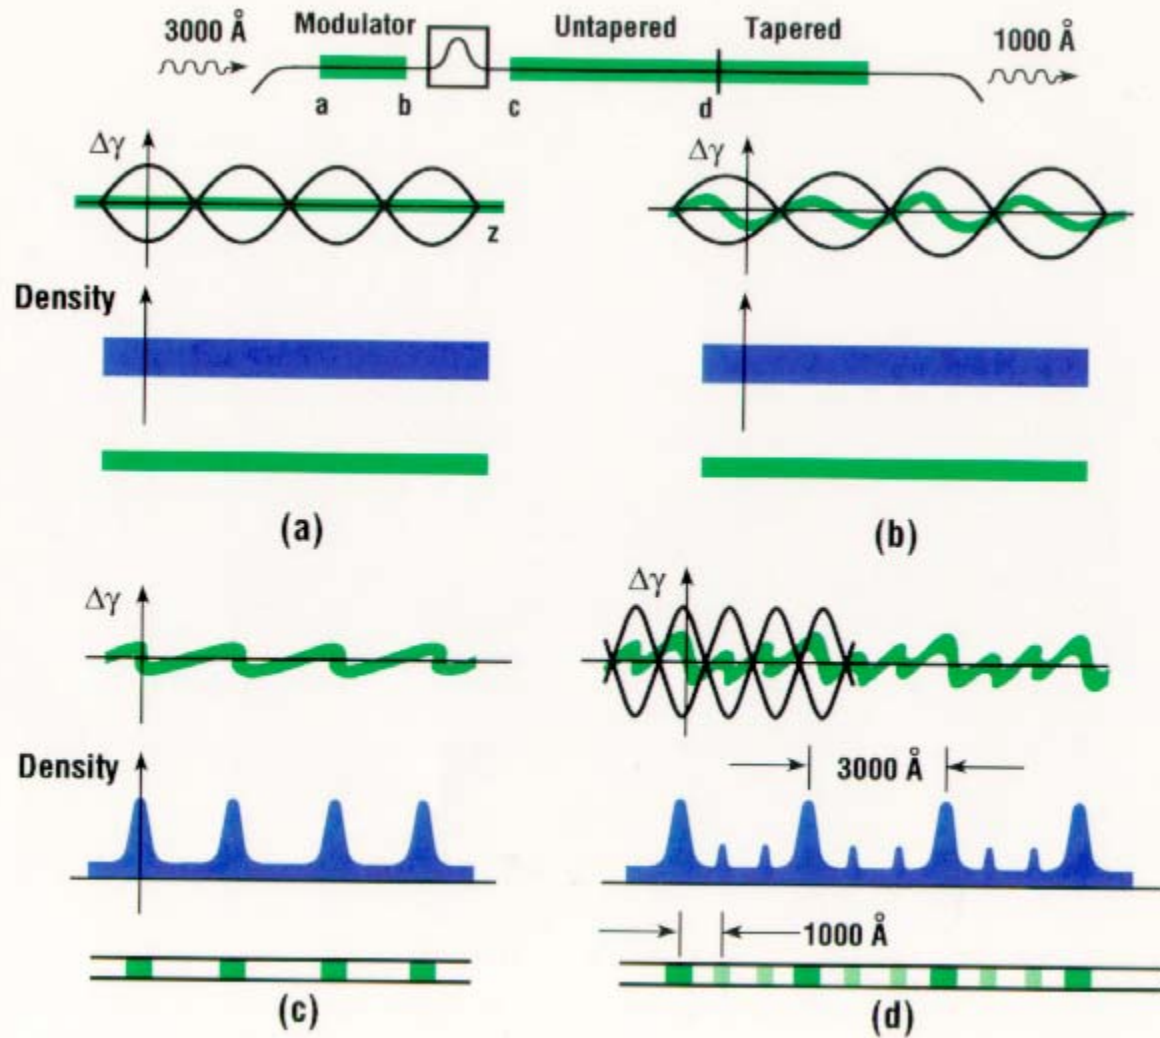 3000 Å Modulator Untapered Tapered 1000 Å
a b c d
Δγ
z
Density
(a)
Δγ
(b)
Δγ
Density
(c)
Δγ
3000 Å
1000 Å
(d)